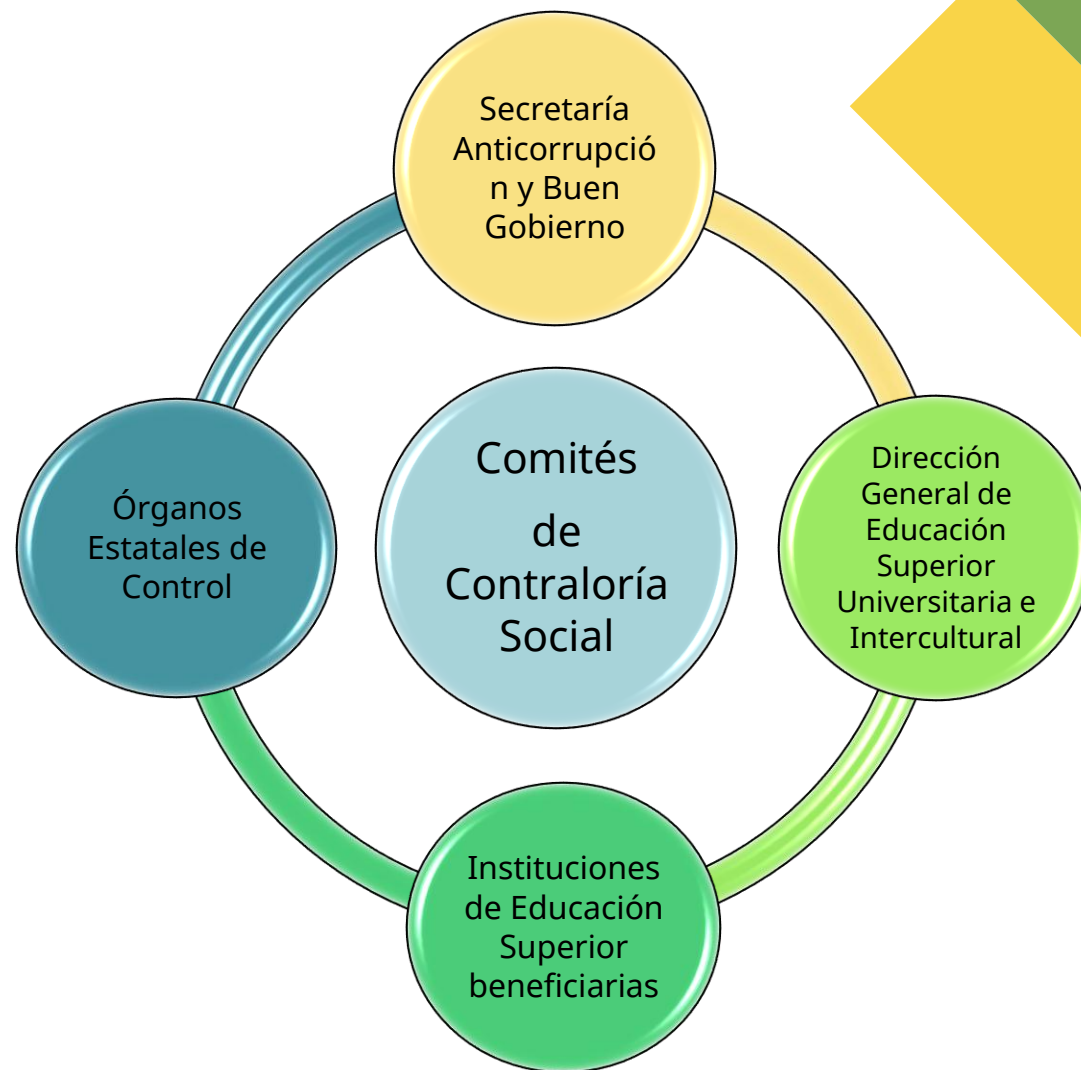 Secretaría
Anticorrupció
n y Buen
Gobierno
Comités
de
Contraloría
Social
Dirección
General de
Educación
Superior
Universitaria e
Intercultural
Órganos
Estatales de
Control
Instituciones
de Educación
Superior
beneficiarias